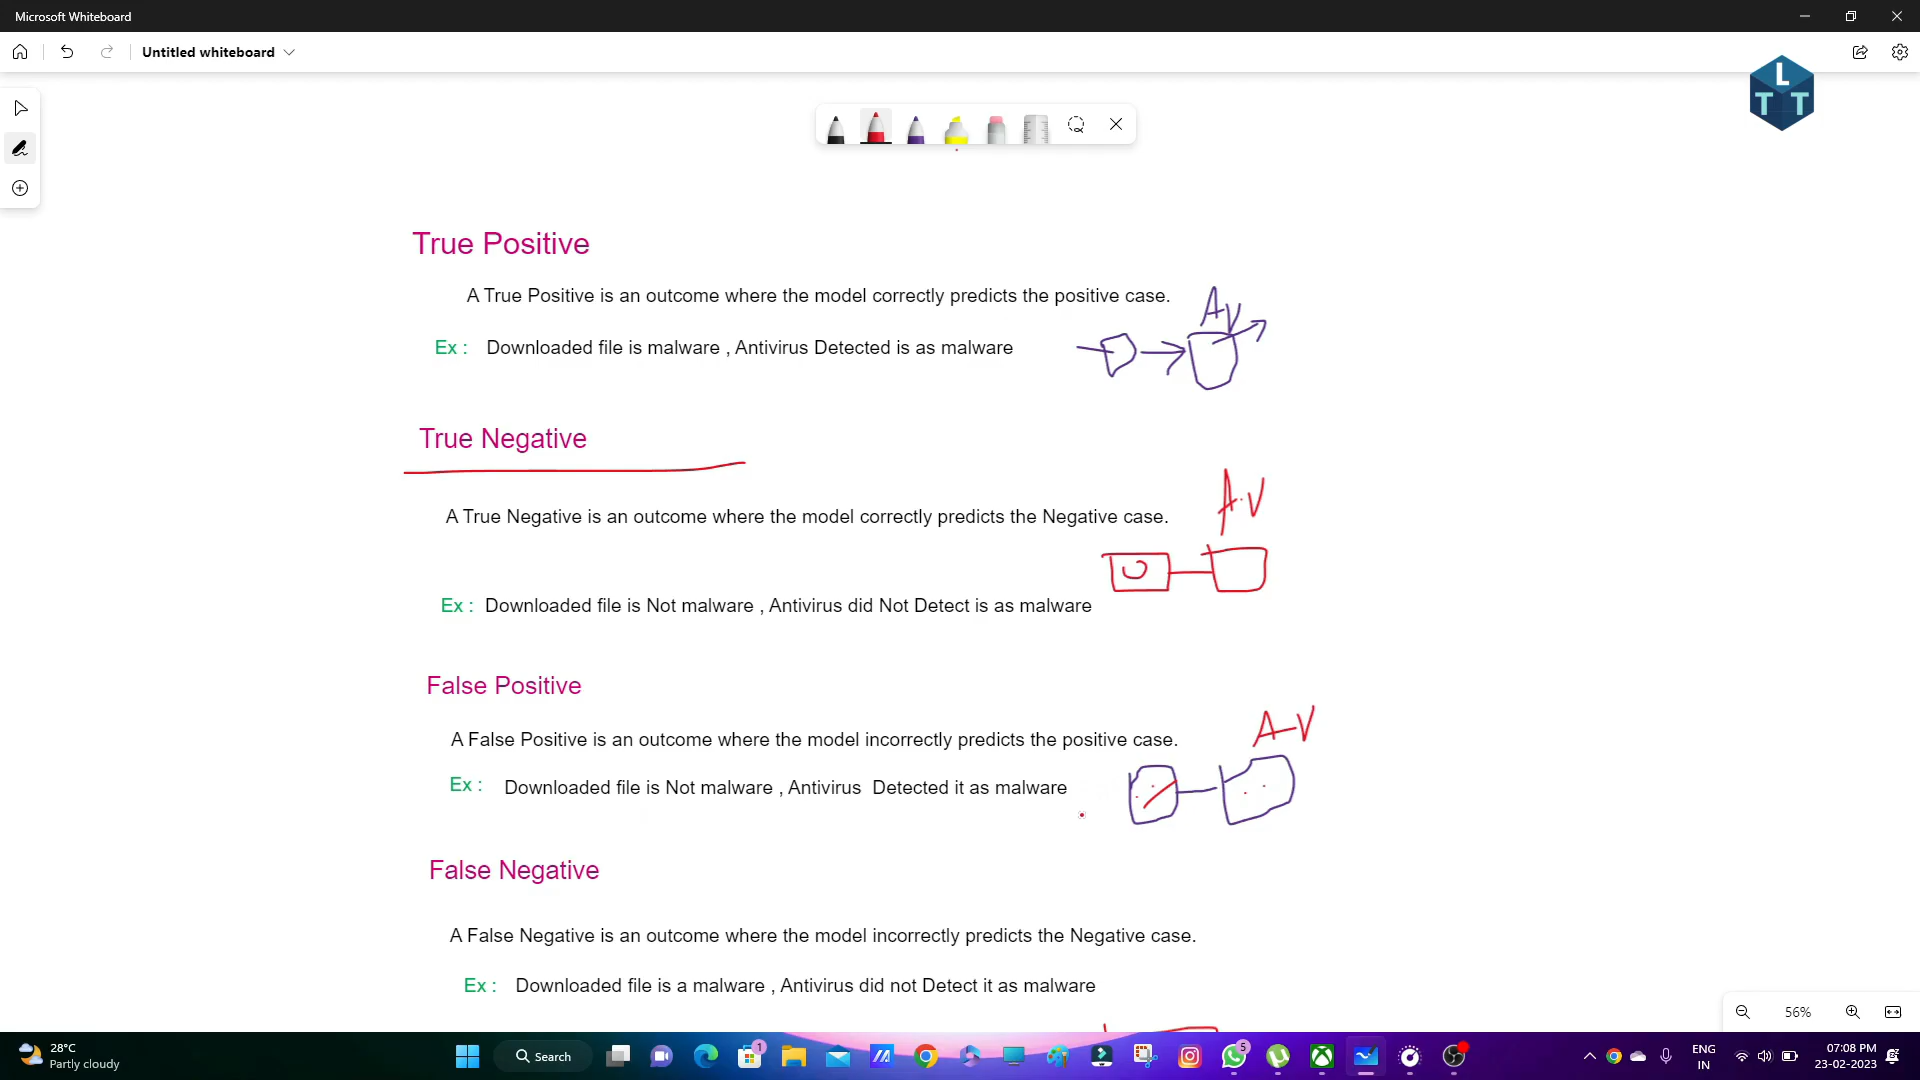 Microsoft Whiteboard
Untitled whiteboard
L
T T
True Positive
A True Positive is an outcome where the model correctly predicts the positive case.
AV
Ex : Downloaded file is malware , Antivirus Detected is as malware
True Negative
A.V
A True Negative is an outcome where the model correctly predicts the Negative case.
Ex : Downloaded file is Not malware , Antivirus did Not Detect is as malware
False Positive
A-V
A False Positive is an outcome where the model incorrectly predicts the positive case.
Ex : Downloaded file is Not malware , Antivirus Detected it as malware
False Negative
A False Negative is an outcome where the model incorrectly predicts the Negative case.
Ex : Downloaded file is a malware , Antivirus did not Detect it as malware
56%
28°C
Partly cloudy
Search
1
5
ENG
IN
07:08 PM
23-02-2023